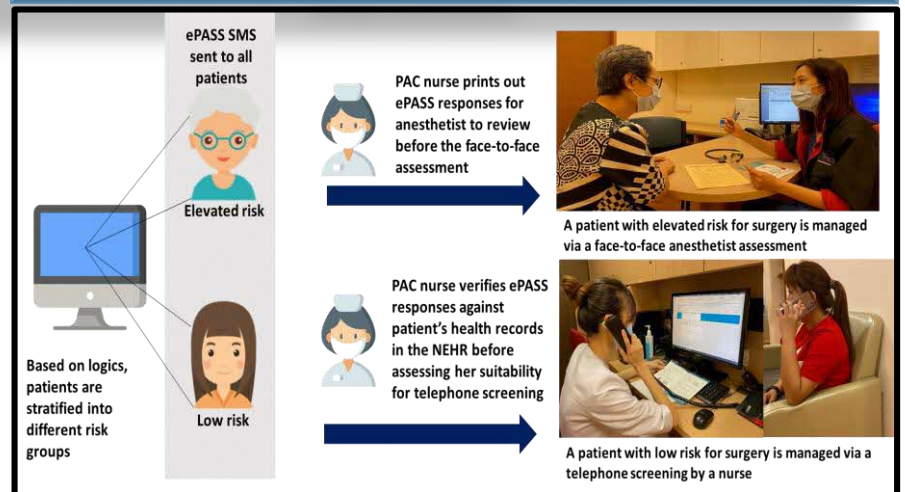 ePASS SMS
sent to all
patients
Elevated risk
Low risk
Based on logics,
patients are
stratified into
different risk
groups
PAC nurse prints out
ePASS responses for
anesthetist to review
before the face-to-face
assessment
A patient with elevated risk for surgery is managed
via a face-to-face anesthetist assessment
PAC nurse verifies ePASS
responses against
patient's health records
in the NEHR before
assessing her suitability
for telephone screening
A patient with low risk for surgery is managed via a
telephone screening by a nurse